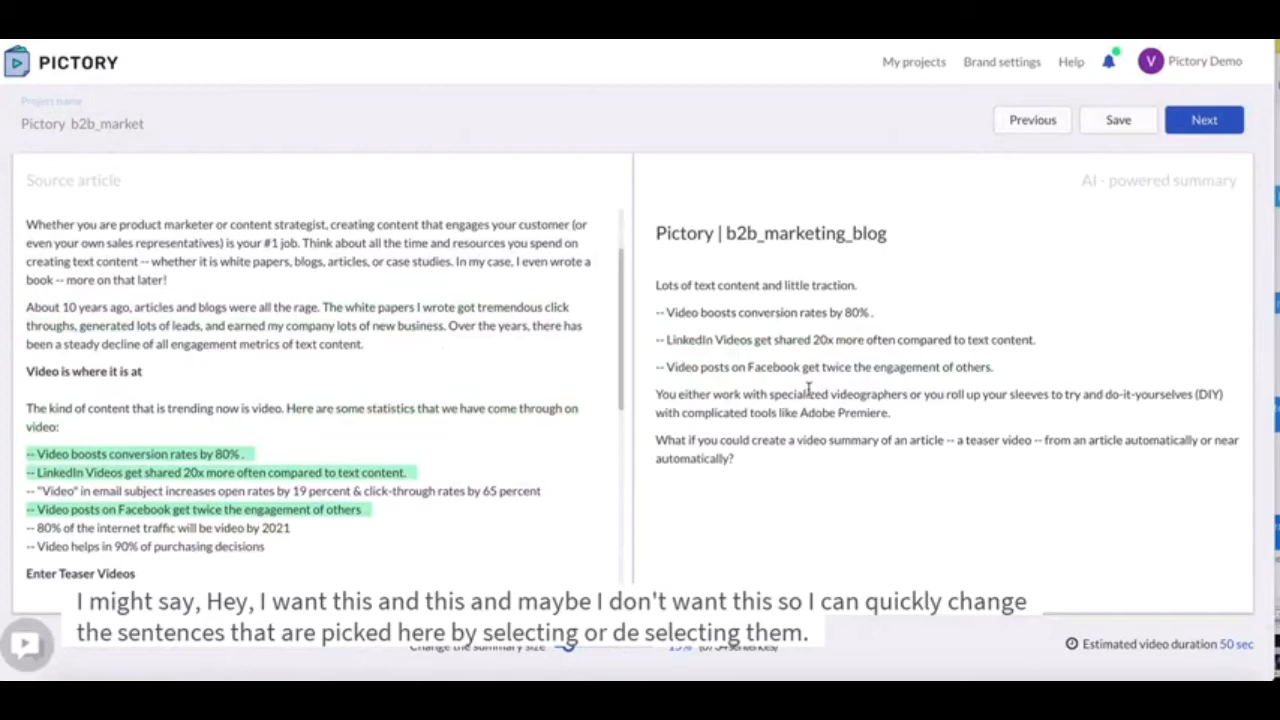 PICTORY
My projects
Brand settings
Help
V
Pictory Demo
Project name
Pictory b2b_market
Previous
Save
Next
Source article
Whether you are product marketer or content strategist, creating content that engages your customer (or
even your own sales representatives) is your #1 job. Think about all the time and resources you spend on
creating text content -- whether it is white papers, blogs, articles, or case studies. In my case, I even wrote a
book -- more on that later!
About 10 years ago, articles and blogs were all the rage. The white papers I wrote got tremendous click
throughs, generated lots of leads, and earned my company lots of new business. Over the years, there has
been a steady decline of all engagement metrics of text content.
Video is where it is at
The kind of content that is trending now is video. Here are some statistics that we have come through on
video:
-- Video boosts conversion rates by 80% .
-- LinkedIn Videos get shared 20x more often compared to text content.
-- "Video" in email subject increases open rates by 19 percent & click-through rates by 65 percent
-- Video posts on Facebook get twice the engagement of others
-- 80% of the internet traffic will be video by 2021
-- Video helps in 90% of purchasing decisions
Enter Teaser Videos
AI - powered summary
Pictory | b2b_marketing_blog
Lots of text content and little traction.
-- Video boosts conversion rates by 80% .
-- LinkedIn Videos get shared 20x more often compared to text content.
-- Video posts on Facebook get twice the engagement of others.
You either work with specialized videographers or you roll up your sleeves to try and do-it-yourselves (DIY)
with complicated tools like Adobe Premiere.
What if you could create a video summary of an article -- a teaser video -- from an article automatically or near
automatically?
I might say, Hey, I want this and this and maybe I don't want this so I can quickly change
the sentences that are picked here by selecting or de selecting them.
Change the summary size
Estimated video duration 50 sec